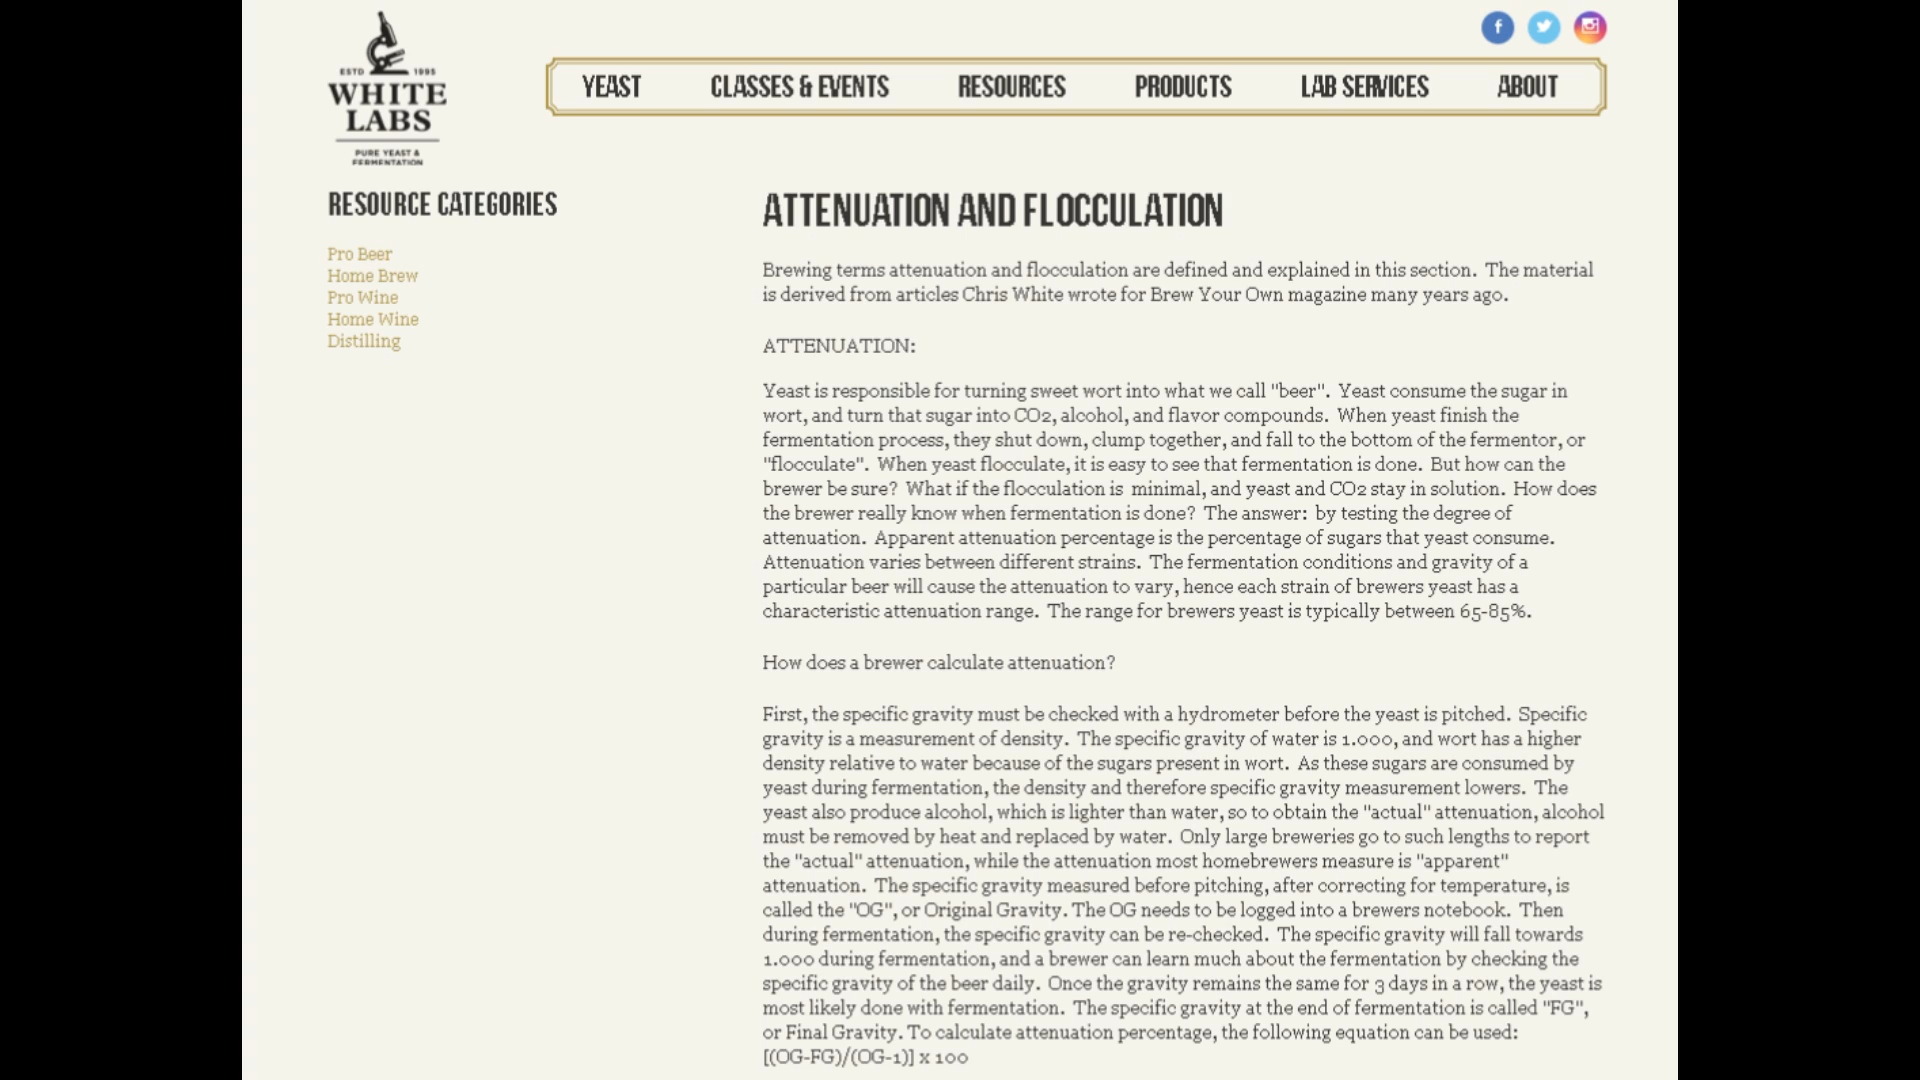 ESTD 1995
WHITE
LABS
PURE YEAST &
FERMENTATION
YEAST CLASSES & EVENTS RESOURCES PRODUCTS LAB SERVICES ABOUT
RESOURCE CATEGORIES
Pro Beer
Home Brew
Pro Wine
Home Wine
Distilling
ATTENUATION AND FLOCCULATION
Brewing terms attenuation and flocculation are defined and explained in this section. The material
is derived from articles Chris White wrote for Brew Your Own magazine many years ago.
ATTENUATION:
Yeast is responsible for turning sweet wort into what we call "beer". Yeast consume the sugar in
wort, and turn that sugar into CO2, alcohol, and flavor compounds. When yeast finish the
fermentation process, they shut down, clump together, and fall to the bottom of the fermentor, or
"flocculate". When yeast flocculate, it is easy to see that fermentation is done. But how can the
brewer be sure? What if the flocculation is minimal, and yeast and CO2 stay in solution. How does
the brewer really know when fermentation is done? The answer: by testing the degree of
attenuation. Apparent attenuation percentage is the percentage of sugars that yeast consume.
Attenuation varies between different strains. The fermentation conditions and gravity of a
particular beer will cause the attenuation to vary, hence each strain of brewers yeast has a
characteristic attenuation range. The range for brewers yeast is typically between 65-85%.
How does a brewer calculate attenuation?
First, the specific gravity must be checked with a hydrometer before the yeast is pitched. Specific
gravity is a measurement of density. The specific gravity of water is 1.000, and wort has a higher
density relative to water because of the sugars present in wort. As these sugars are consumed by
yeast during fermentation, the density and therefore specific gravity measurement lowers. The
yeast also produce alcohol, which is lighter than water, so to obtain the "actual" attenuation, alcohol
must be removed by heat and replaced by water. Only large breweries go to such lengths to report
the "actual" attenuation, while the attenuation most homebrewers measure is "apparent"
attenuation. The specific gravity measured before pitching, after correcting for temperature, is
called the "OG", or Original Gravity. The OG needs to be logged into a brewers notebook. Then
during fermentation, the specific gravity can be re-checked. The specific gravity will fall towards
1.000 during fermentation, and a brewer can learn much about the fermentation by checking the
specific gravity of the beer daily. Once the gravity remains the same for 3 days in a row, the yeast is
most likely done with fermentation. The specific gravity at the end of fermentation is called "FG",
or Final Gravity. To calculate attenuation percentage, the following equation can be used:
[(OG-FG)/(OG-1)] x 100